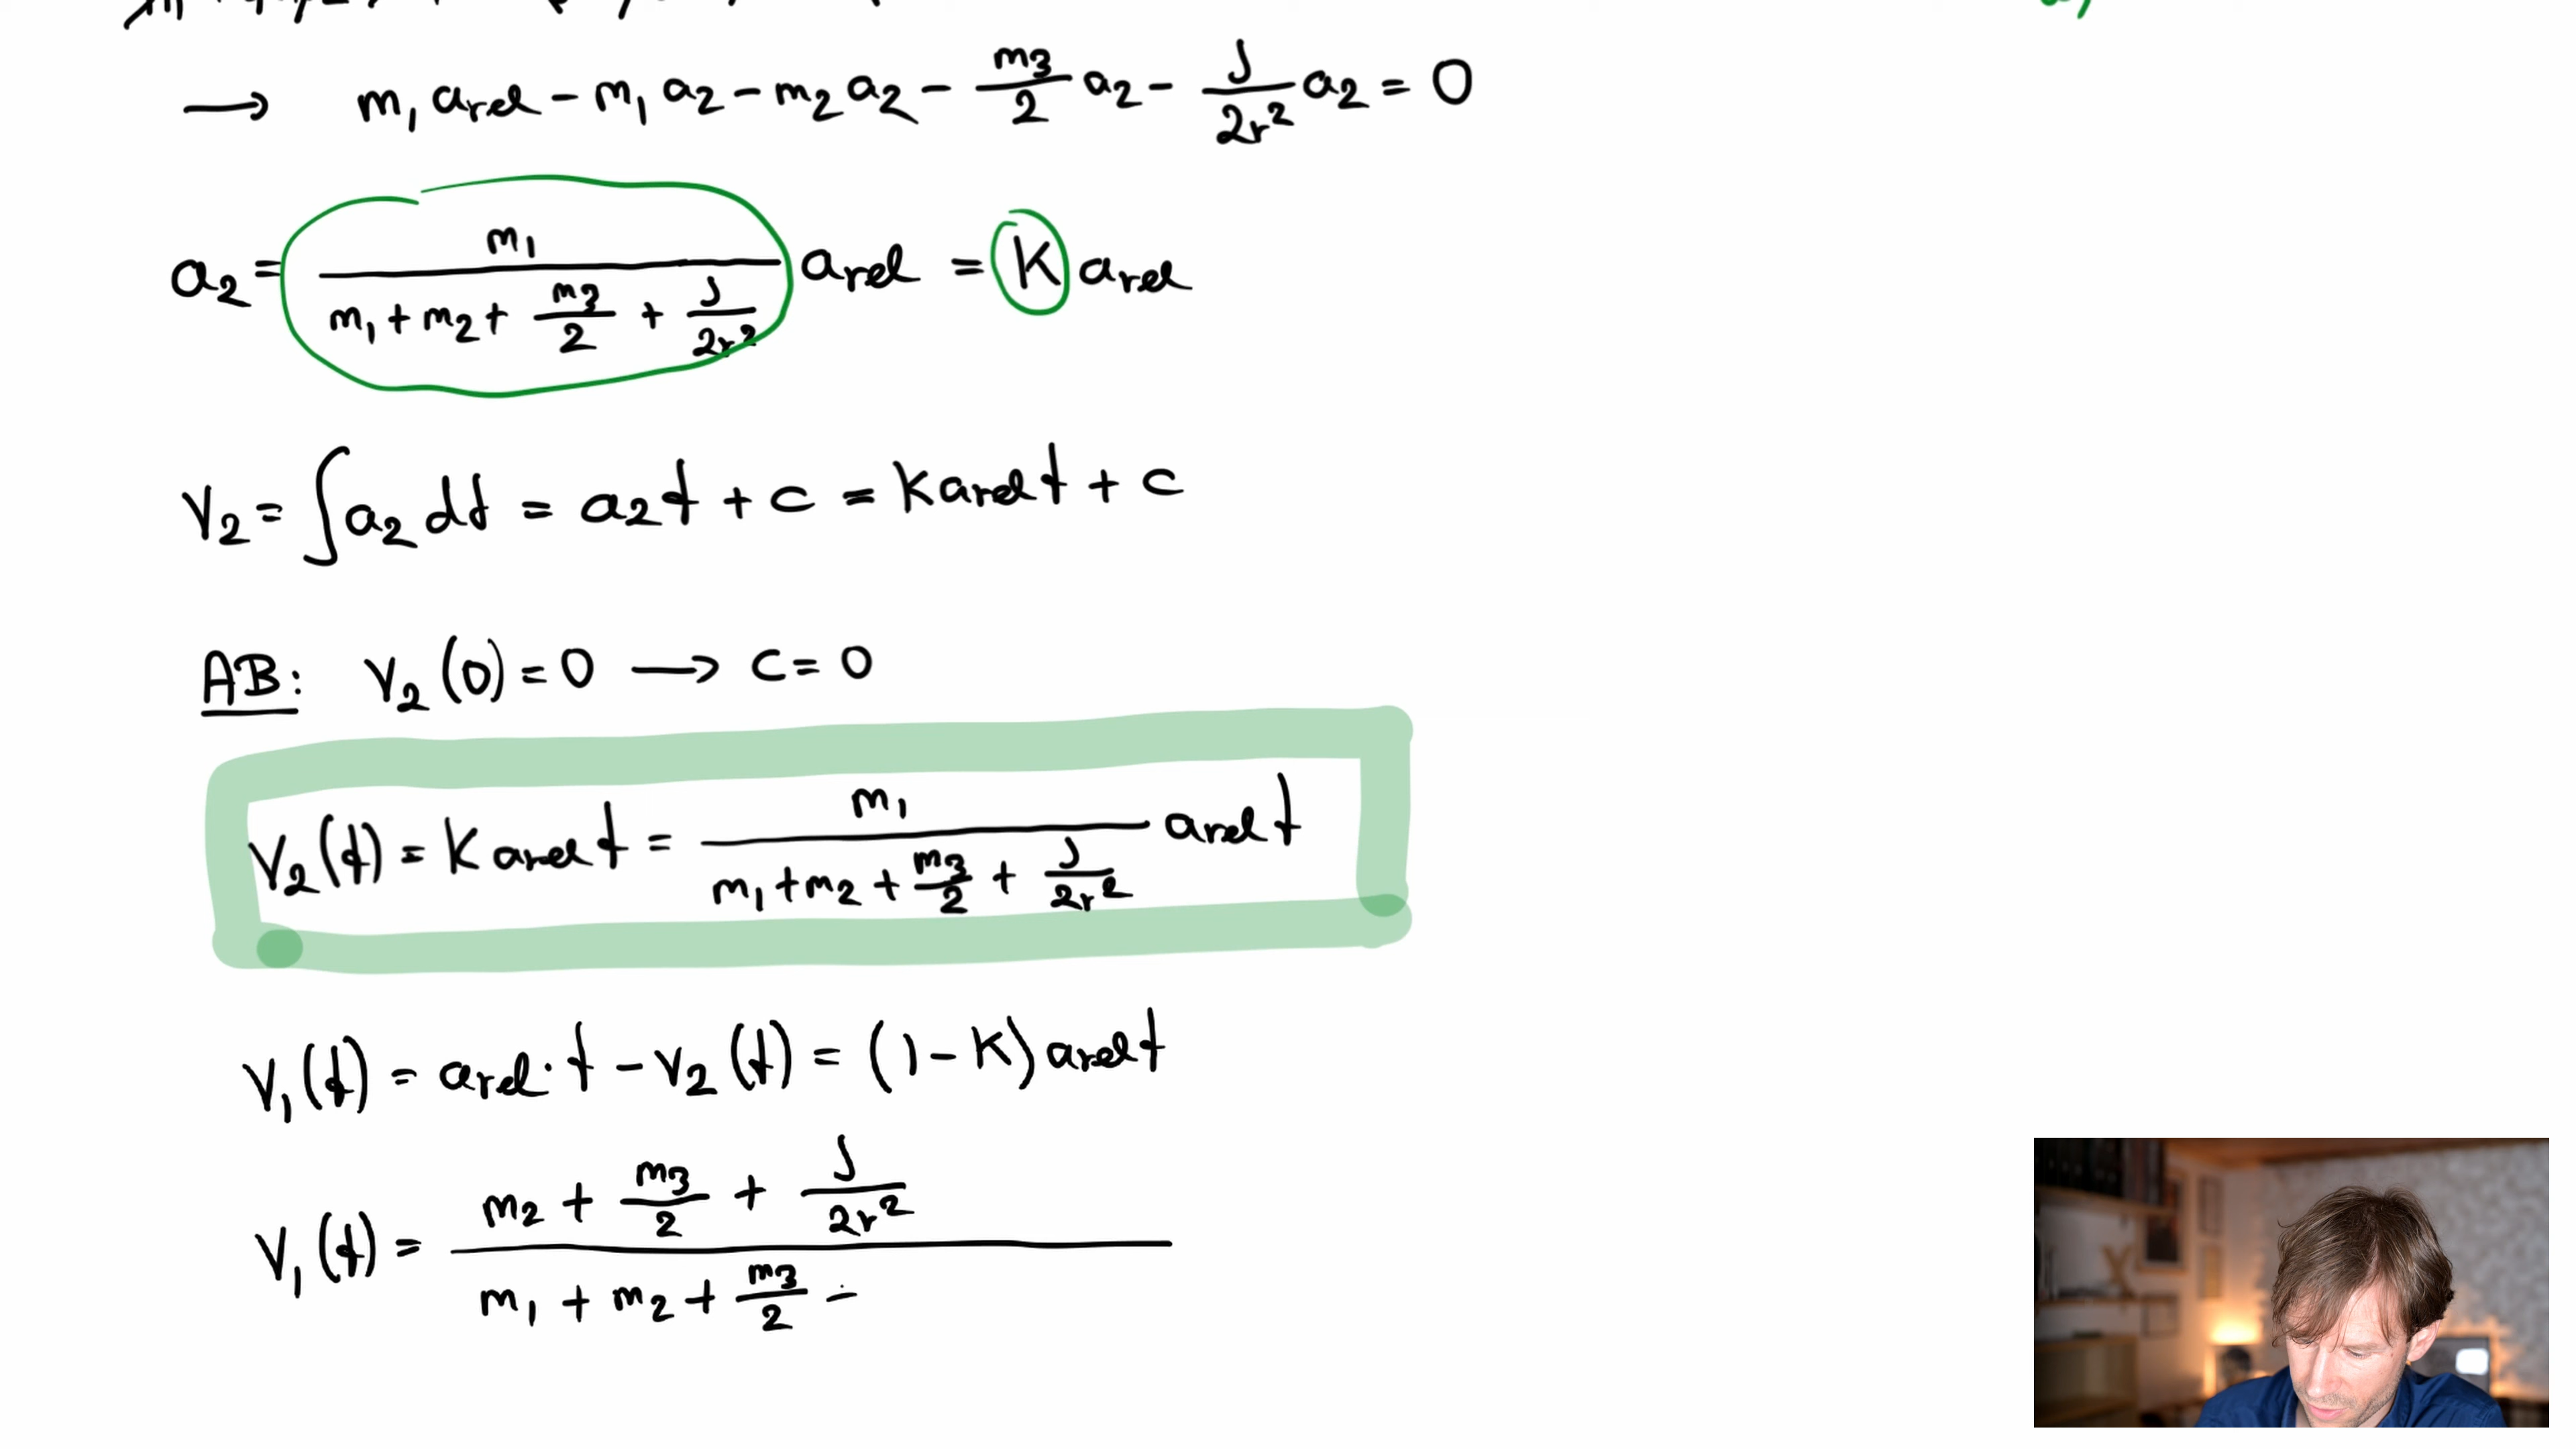 → m₁ a_rel − m₁ a₂ − m₂ a₂ − m₃/2 a₂ − J/2r² a₂ = 0
a₂ = m₁/(m₁ + m₂ + m₃/2 + J/2r²) a_rel = K a_rel
v₂ = ∫ a₂ dt = a₂ t + c = K a_rel t + c
AB: v₂(0) = 0 → c = 0
v₂(t) = K a_rel t = m₁/(m₁ + m₂ + m₃/2 + J/2r²) a_rel t
v₁(t) = a_rel · t − v₂(t) = (1 − K) a_rel t
v₁(t) = (m₂ + m₃/2 + J/2r²)/(m₁ + m₂ + m₃/2